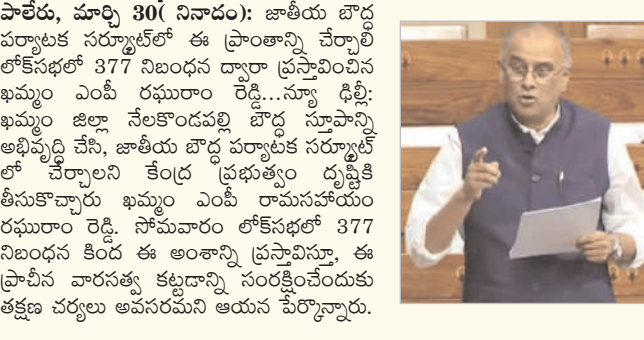 పాలేరు, మార్చి 30( నినాదం): జాతీయ బౌద్ధ
పర్యాటక సర్క్యూట్‌లో ఈ ప్రాంతాన్ని చేర్చాలి
లోక్‌సభలో 377 నిబంధన ద్వారా ప్రస్తావించిన
ఖమ్మం ఎంపీ రఘురాం రెడ్డి...న్యూ ఢిల్లీ:
ఖమ్మం జిల్లా నేలకొండపల్లి బౌద్ధ స్తూపాన్ని
అభివృద్ధి చేసి, జాతీయ బౌద్ధ పర్యాటక సర్క్యూట్
లో చేర్చాలని కేంద్ర ప్రభుత్వం దృష్టికి
తీసుకొచ్చారు ఖమ్మం ఎంపీ రామసహాయం
రఘురాం రెడ్డి. సోమవారం లోక్‌సభలో 377
నిబంధన కింద ఈ అంశాన్ని ప్రస్తావిస్తూ, ఈ
ప్రాచీన వారసత్వ కట్టడాన్ని సంరక్షించేందుకు
తక్షణ చర్యలు అవసరమని ఆయన పేర్కొన్నారు.